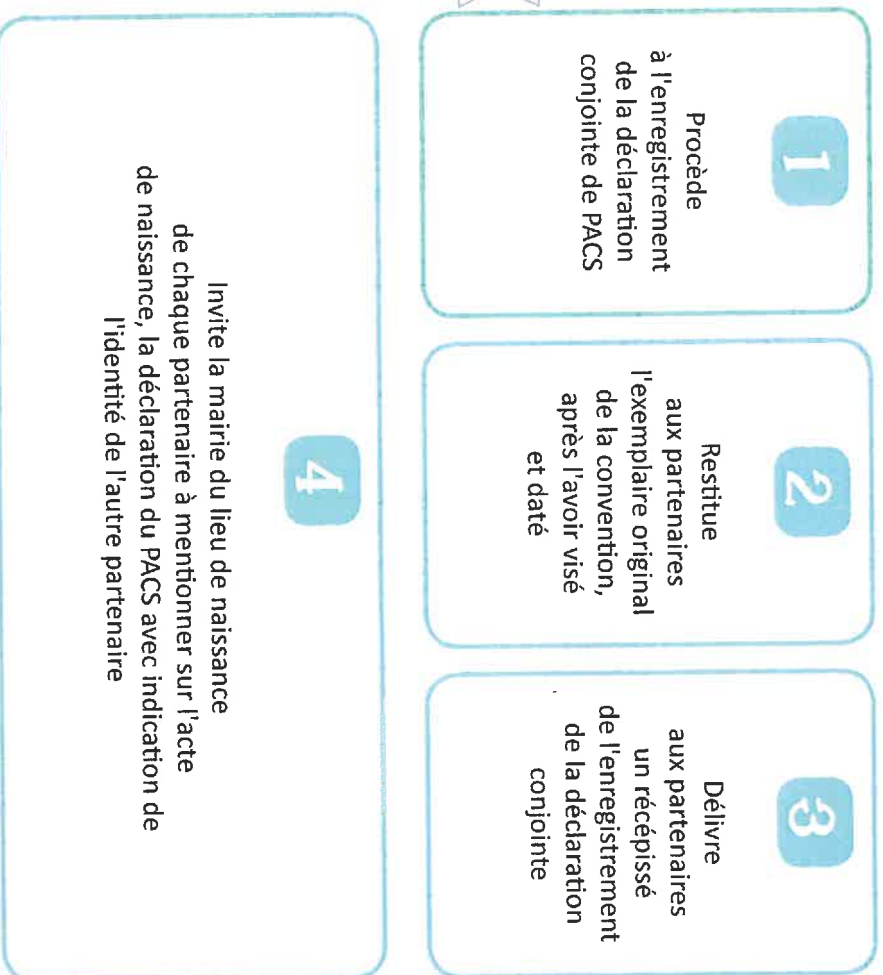 1
Procède
à l'enregistrement
de la déclaration
conjointe de PACS
2
Restitue
aux partenaires
l'exemplaire original
de la convention,
après l'avoir visé
et daté
3
Délivre
aux partenaires
un récépissé
de l'enregistrement
de la déclaration
conjointe
4
Invite la mairie du lieu de naissance
de chaque partenaire à mentionner sur l'acte
de naissance, la déclaration du PACS avec indication de
l'identité de l'autre partenaire